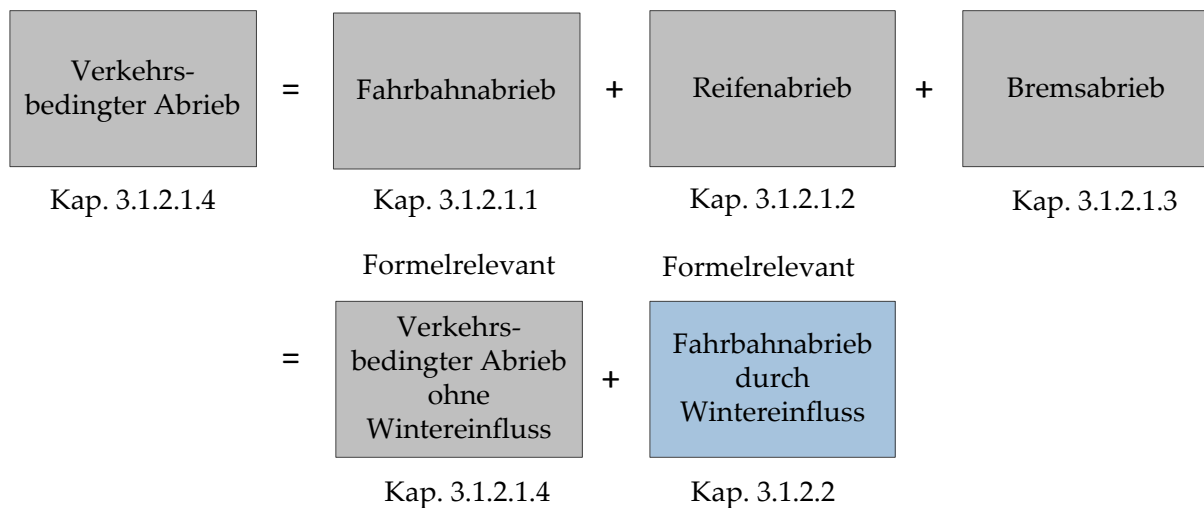 Verkehrs-
bedingter Abrieb
=
Fahrbahnabrieb
+
Reifenabrieb
+
Bremsabrieb
Kap. 3.1.2.1.4
Kap. 3.1.2.1.1
Kap. 3.1.2.1.2
Kap. 3.1.2.1.3
Formelrelevant
Formelrelevant
=
Verkehrs-
bedingter Abrieb
ohne
Wintereinfluss
+
Fahrbahnabrieb
durch
Wintereinfluss
Kap. 3.1.2.1.4
Kap. 3.1.2.2